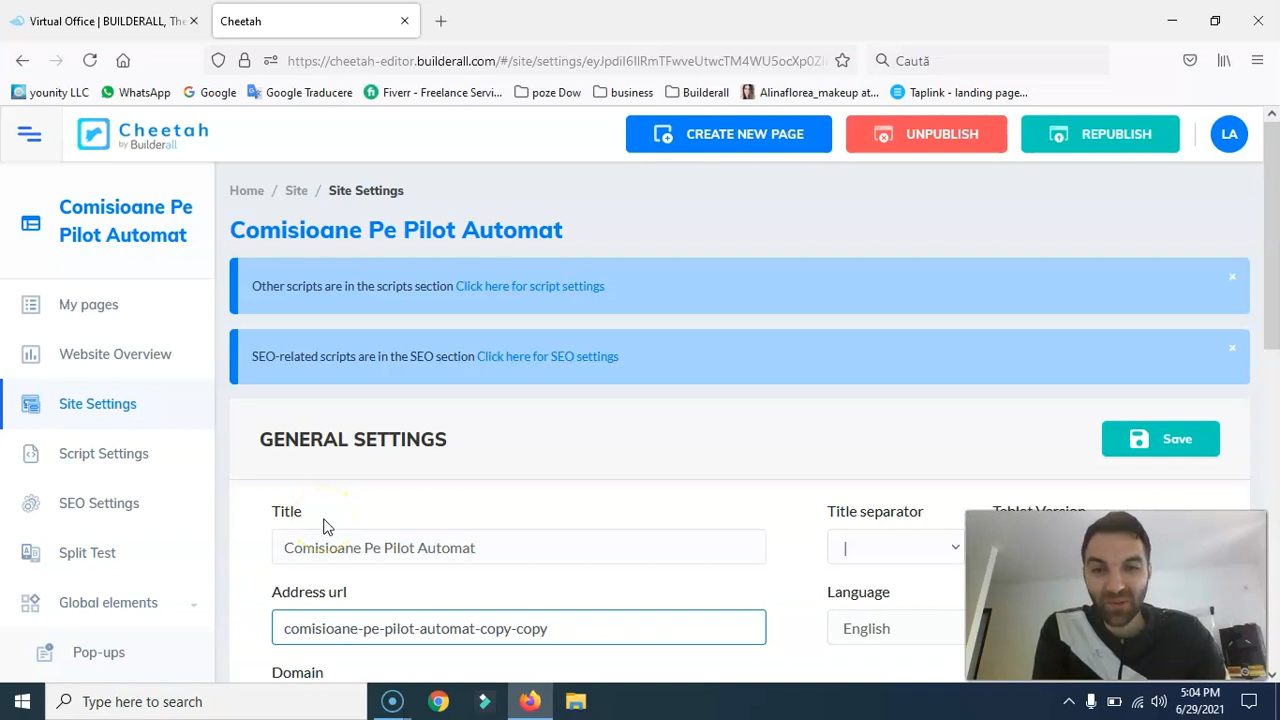 Virtual Office | BUILDERALL, The
Cheetah
https://cheetah-editor.builderall.com/#/site/settings/
Caută
younity LLC
WhatsApp
Google
Google Traducere
Fiverr - Freelance Servi...
poze Dow
business
Builderall
Alinaflorea_makeup at...
Taplink - landing page...
Cheetah
by Builderall
CREATE NEW PAGE
UNPUBLISH
REPUBLISH
LA
Comisioane Pe
Pilot Automat
My pages
Website Overview
Site Settings
Script Settings
SEO Settings
Split Test
Global elements
Pop-ups
Home / Site / Site Settings
Comisioane Pe Pilot Automat
Other scripts are in the scripts section Click here for script settings
SEO-related scripts are in the SEO section Click here for SEO settings
GENERAL SETTINGS
Save
Title
Title separator
Tablet Version
Comisioane Pe Pilot Automat
|
Address url
Language
comisioane-pe-pilot-automat-copy-copy
English
Domain
Type here to search
5:04 PM
6/29/2021